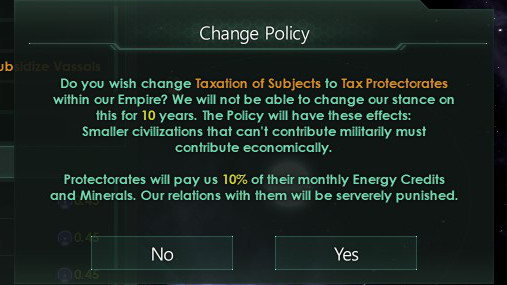 Change Policy
ubsidize Vassals
Do you wish change Taxation of Subjects to Tax Protectorates
within our Empire? We will not be able to change our stance on
this for 10 years. The Policy will have these effects:
Smaller civilizations that can't contribute militarily must
contribute economically.
Protectorates will pay us 10% of their monthly Energy Credits
and Minerals. Our relations with them will be serverely punished.
0.45
No
Yes
0.45